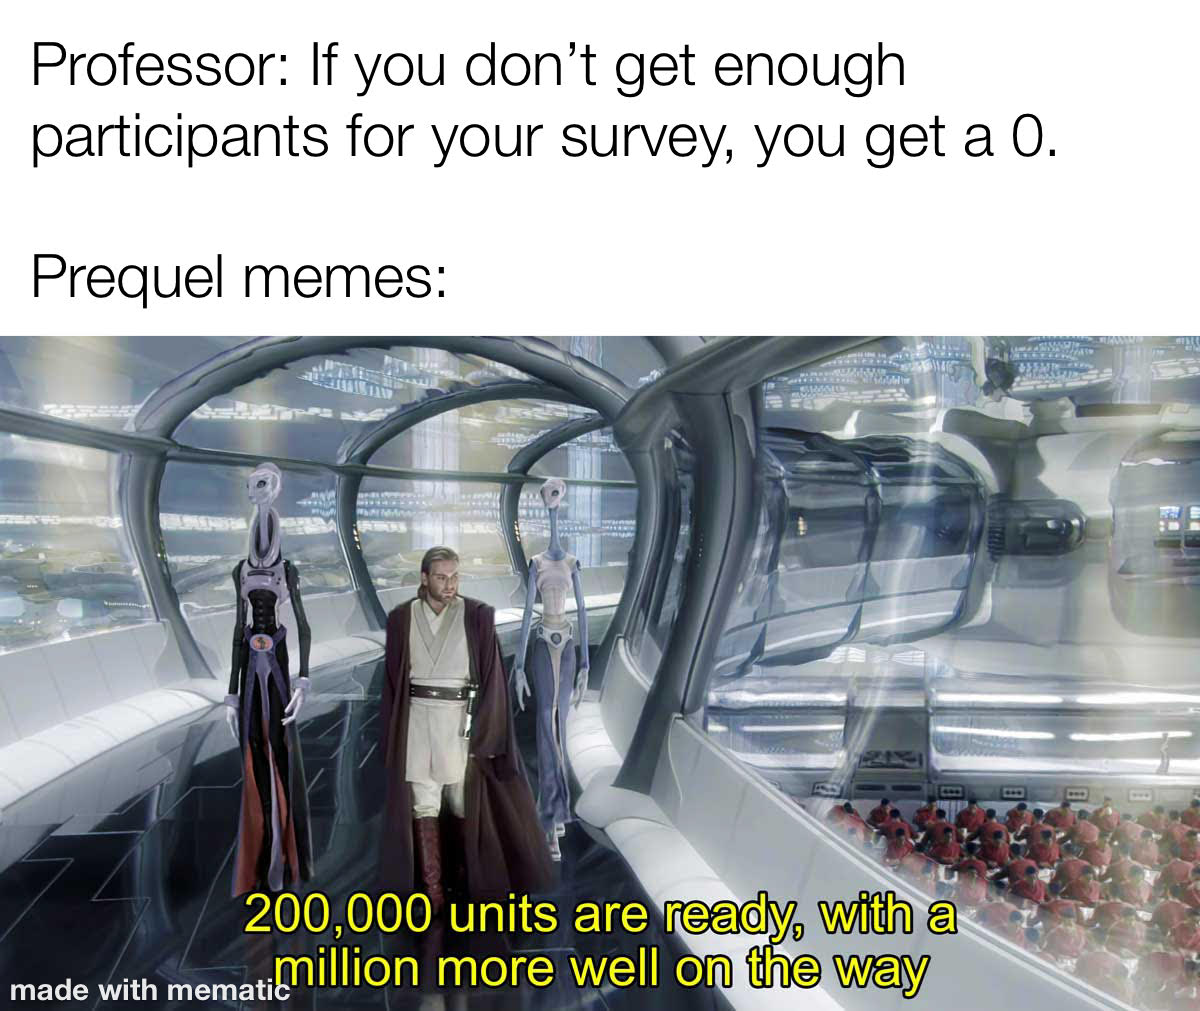 Professor: If you don’t get enough
participants for your survey, you get a 0.
Prequel memes:
200,000 units are ready, with a
million more well on the way
made with mematic